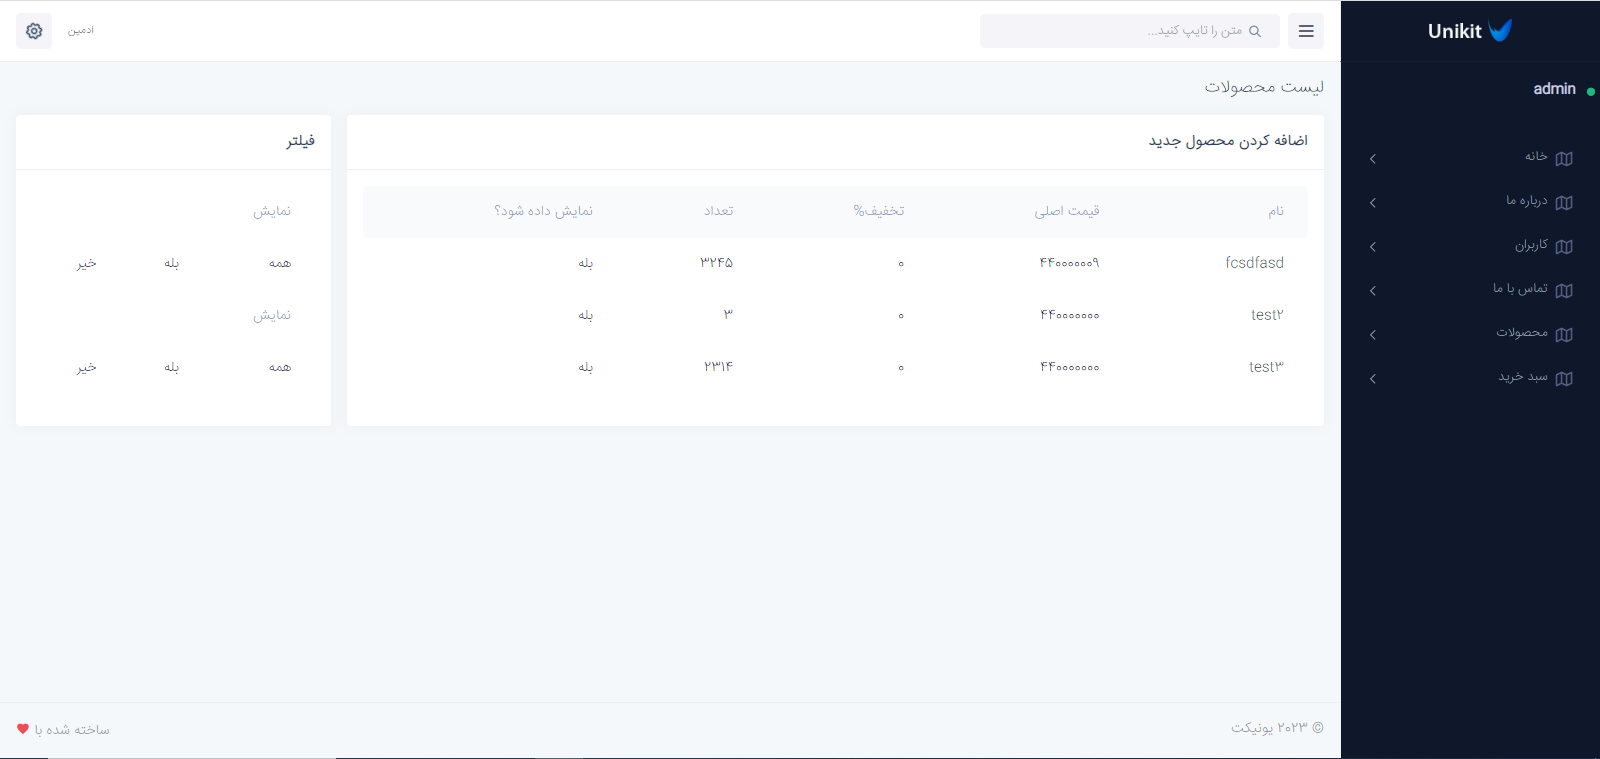 Unikit
admin
خانه
درباره ما
کاربران
تماس با ما
محصولات
سبد خرید
متن را تایپ کنید...
ادمین
لیست محصولات
اضافه کردن محصول جدید
نام قیمت اصلی تخفیف% تعداد نمایش داده شود؟
fcsdfasd ۴۴۰۰۰۰۰۰۹ ۰ ۳۲۴۵ بله
test۲ ۴۴۰۰۰۰۰۰۰ ۰ ۳ بله
test۳ ۴۴۰۰۰۰۰۰۰ ۰ ۲۳۱۴ بله
فیلتر
نمایش
همه بله خیر
نمایش
همه بله خیر
© ۲۰۲۳ یونیکت
ساخته شده با